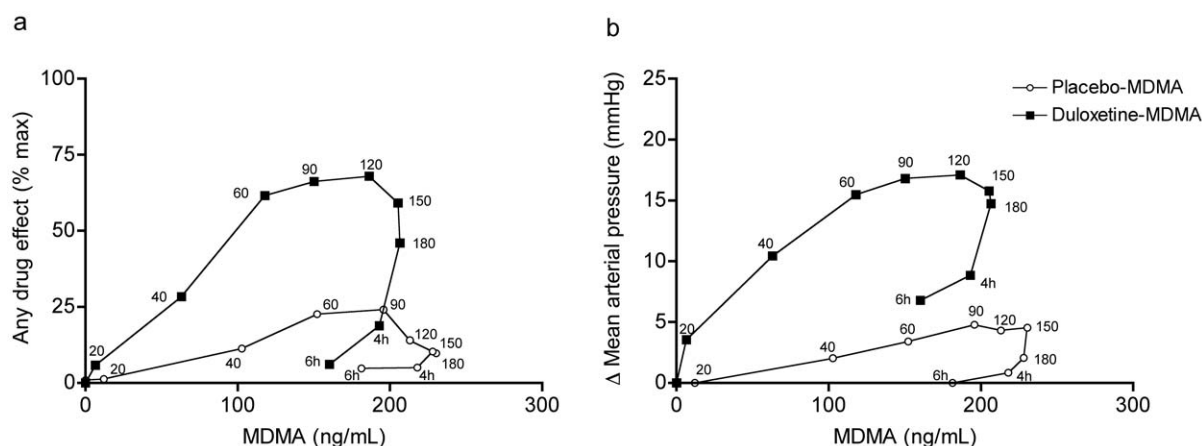 a
Any drug effect (% max)
100
75
50
25
0
0
100
200
300
MDMA (ng/mL)
20
40
60
90
120
150
180
4h
6h
20
40
60
90
120
150
180
4h
6h
b
Δ Mean arterial pressure (mmHg)
25
20
15
10
5
0
0
100
200
300
MDMA (ng/mL)
Placebo-MDMA
Duloxetine-MDMA
20
40
60
90
120
150
180
4h
6h
20
40
60
90
120
150
180
4h
6h